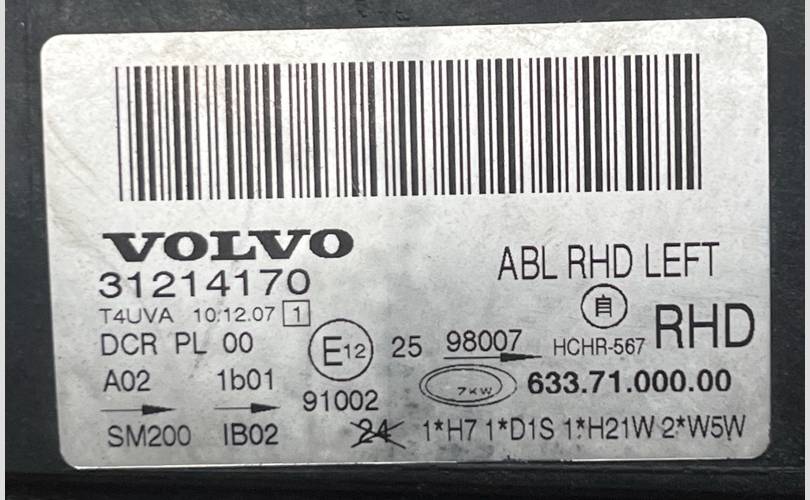 VOLVO
31214170
ABL RHD LEFT
T4UVA 10.12.07 1
自
RHD
DCR PL 00
E12 25 98007 HCHR-567
A02 1b01
7KW 633.71.000.00
91002
SM200 IB02
24 1*H7 1*D1S 1*H21W 2*W5W